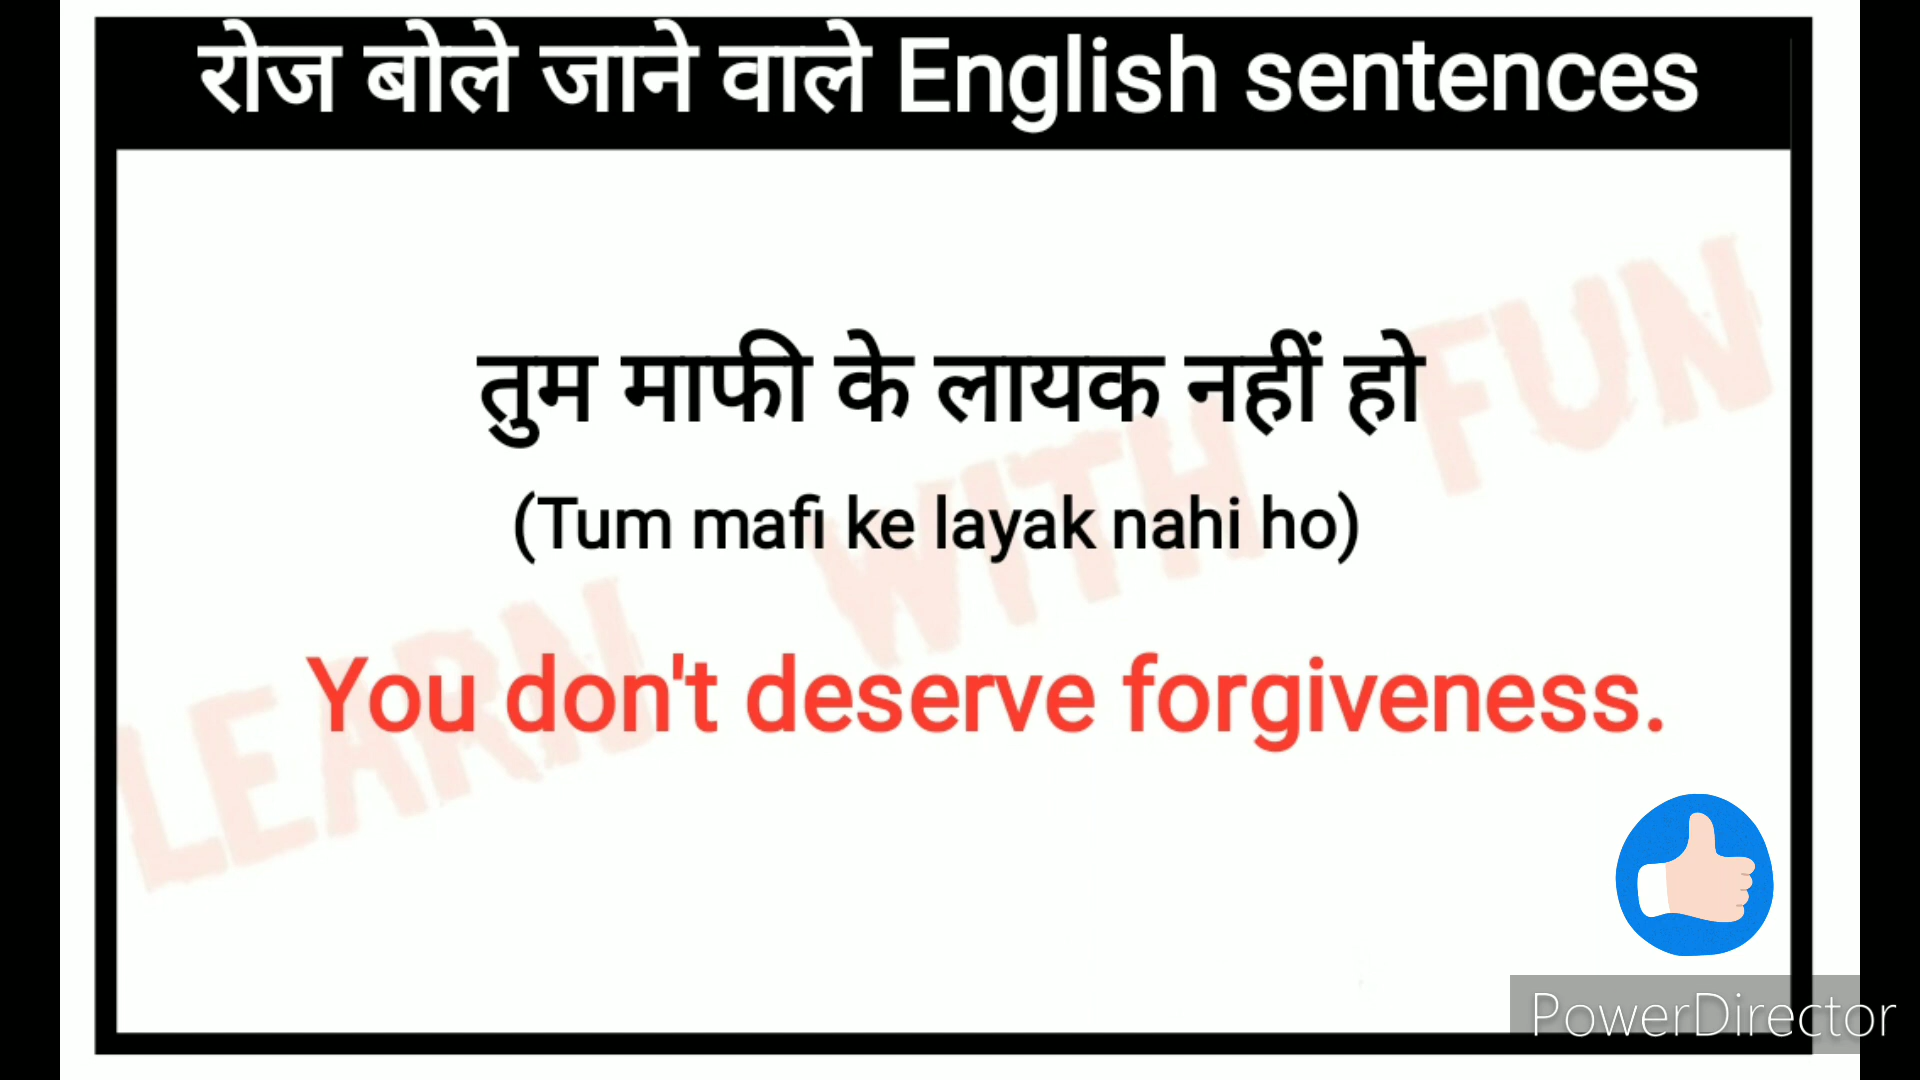 रोज बोले जाने वाले English sentences
तुम माफी के लायक नहीं हो
(Tum mafi ke layak nahi ho)
You don't deserve forgiveness.
LEARN WITH FUN
PowerDirector